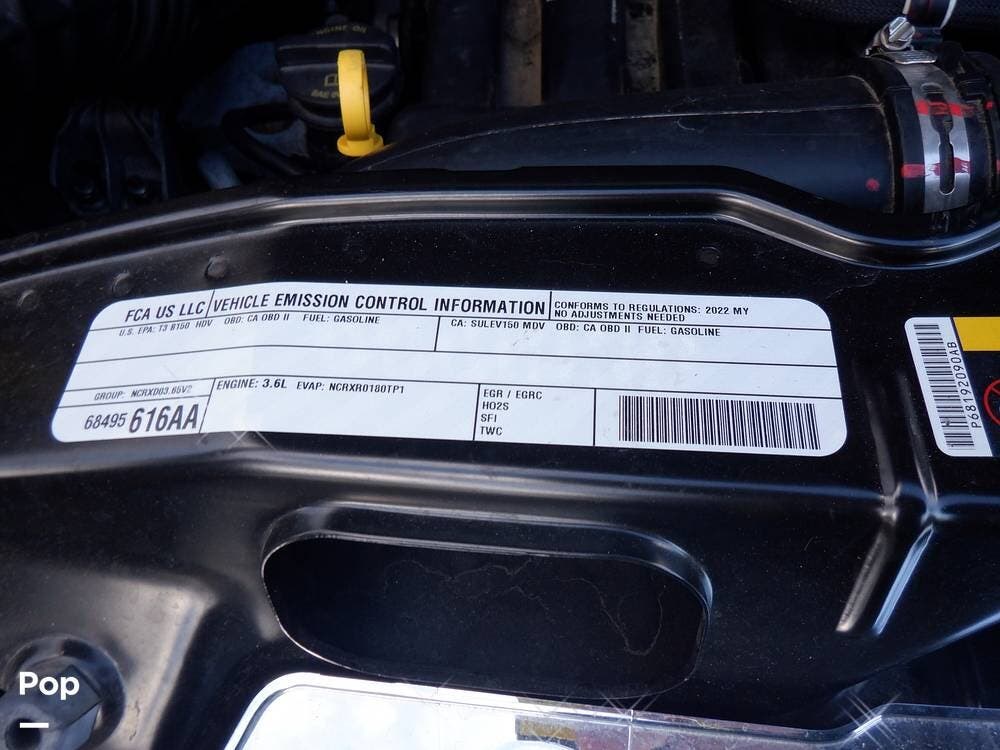 ENGINE OIL
FCA US LLC VEHICLE EMISSION CONTROL INFORMATION
CONFORMS TO REGULATIONS: 2022 MY
NO ADJUSTMENTS NEEDED
U.S. EPA: T3 B150 HDV OBD: CA OBD II FUEL: GASOLINE
CA: SULEV150 MDV OBD: CA OBD II FUEL: GASOLINE
GROUP: NCRXD03.65V2
ENGINE: 3.6L EVAP: NCRXR0180TP1
68495 616AA
EGR / EGRC
HO2S
SFI
TWC
P68192090AB
Pop